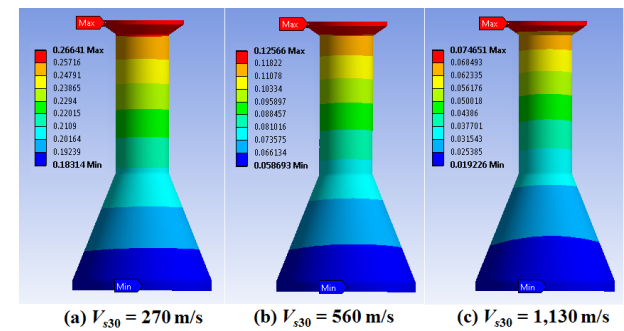 Max
0.26641 Max
0.25716
0.24791
0.23865
0.2294
0.22015
0.2109
0.20164
0.19239
0.18314 Min
Min
Max
0.12566 Max
0.11822
0.11078
0.10334
0.095897
0.088457
0.081016
0.073575
0.066134
0.058693 Min
Min
Max
0.074651 Max
0.068493
0.062335
0.056176
0.050018
0.04386
0.037701
0.031543
0.025385
0.019226 Min
Min
(a) Vs30 = 270 m/s
(b) Vs30 = 560 m/s
(c) Vs30 = 1,130 m/s